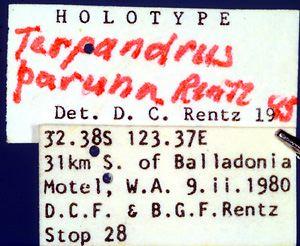 HOLOTYPE
Terpandrus
paruna Rentz
Det. D. C. Rentz 19
32.38S 123.37E
31km S. of Balladonia
Motel, W.A. 9.ii.1980
D.C.F. & B.G.F.Rentz
Stop 28